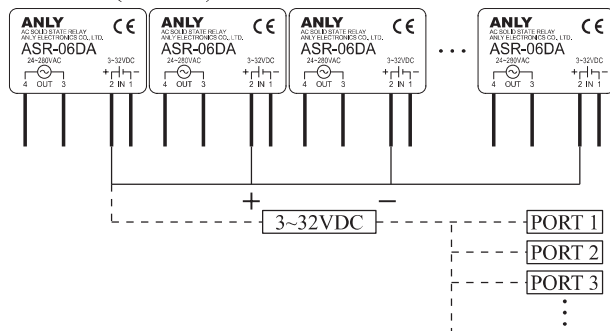 ANLY CE
AC SOLID STATE RELAY
ANLY ELECTRONICS CO., LTD.
ASR-06DA
24~280VAC 3~32VDC
+ −
4 OUT 3 2 IN 1
ANLY CE
AC SOLID STATE RELAY
ANLY ELECTRONICS CO., LTD.
ASR-06DA
24~280VAC 3~32VDC
+ −
4 OUT 3 2 IN 1
ANLY CE
AC SOLID STATE RELAY
ANLY ELECTRONICS CO., LTD.
ASR-06DA
24~280VAC 3~32VDC
+ −
4 OUT 3 2 IN 1
...
ANLY CE
AC SOLID STATE RELAY
ANLY ELECTRONICS CO., LTD.
ASR-06DA
24~280VAC 3~32VDC
+ −
4 OUT 3 2 IN 1
+ −
3~32VDC
PORT 1
PORT 2
PORT 3